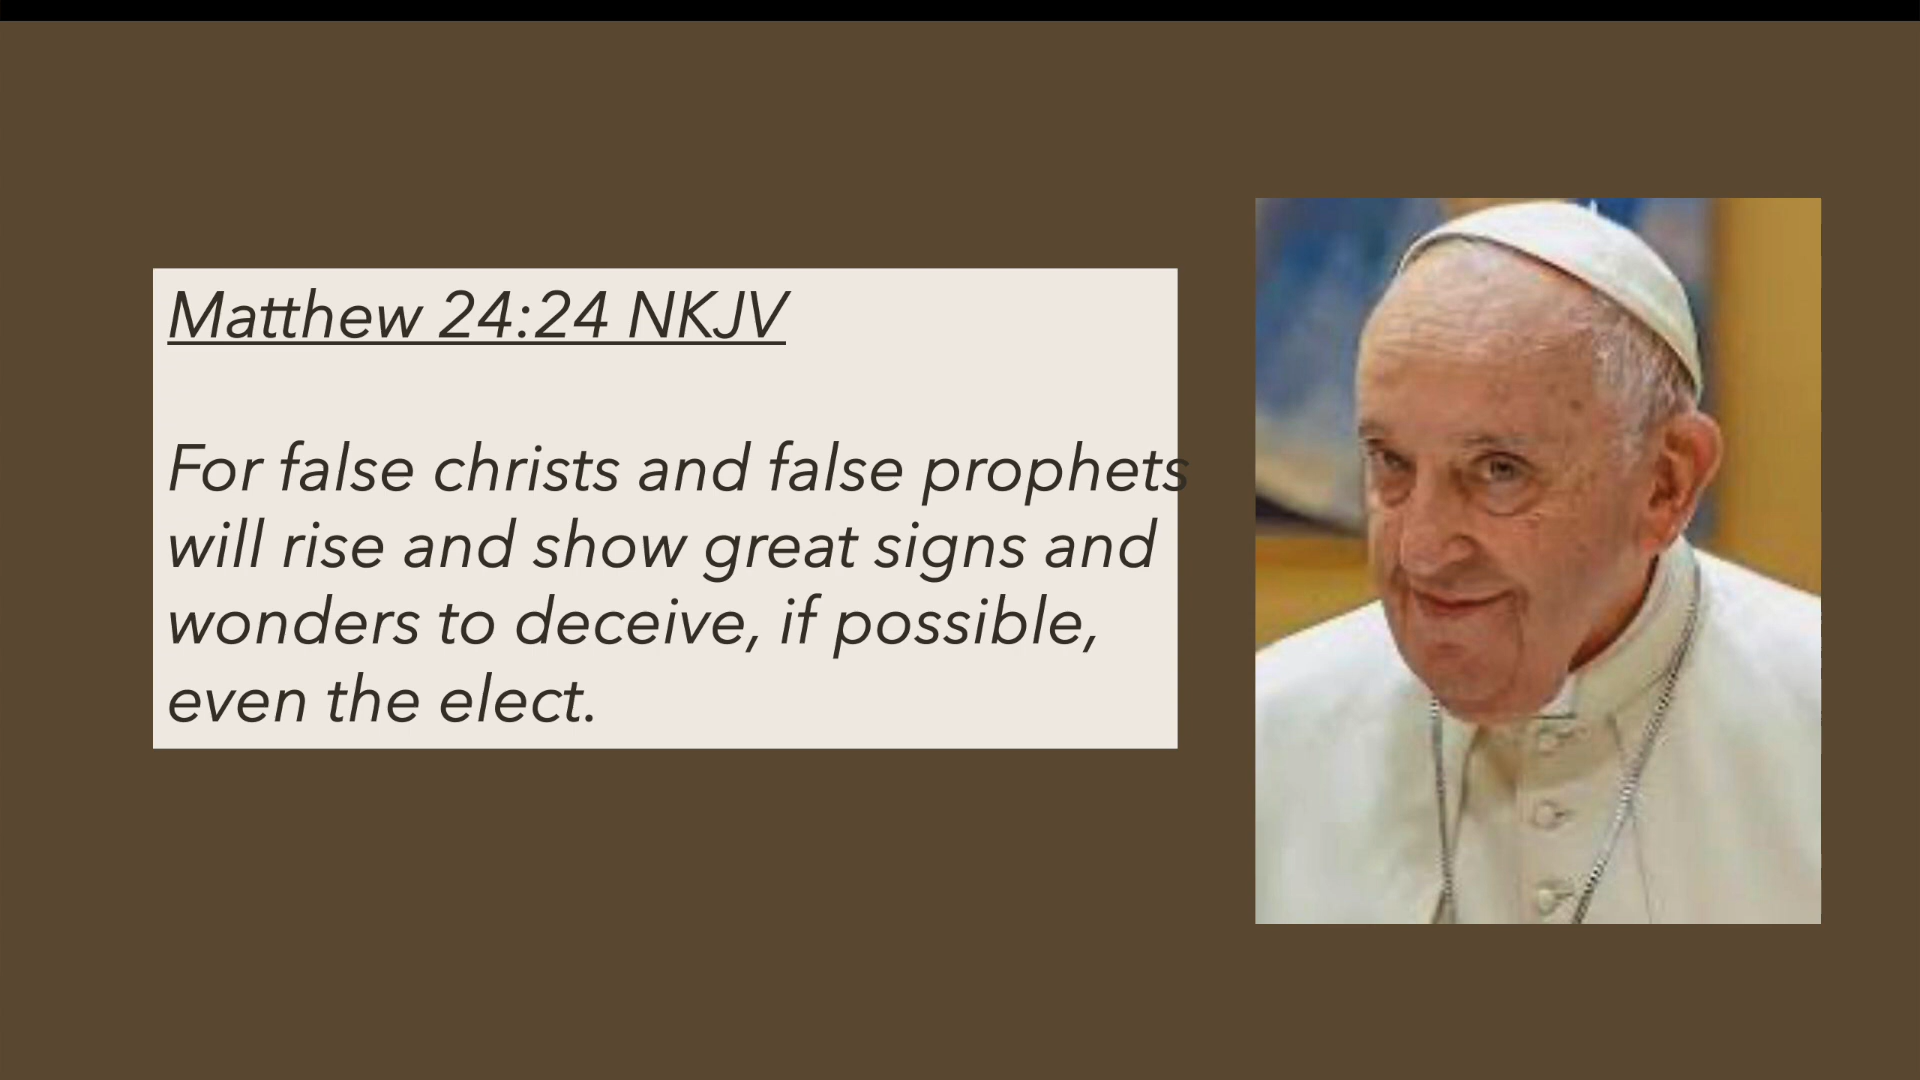 Matthew 24:24 NKJV
For false christs and false prophets
will rise and show great signs and
wonders to deceive, if possible,
even the elect.